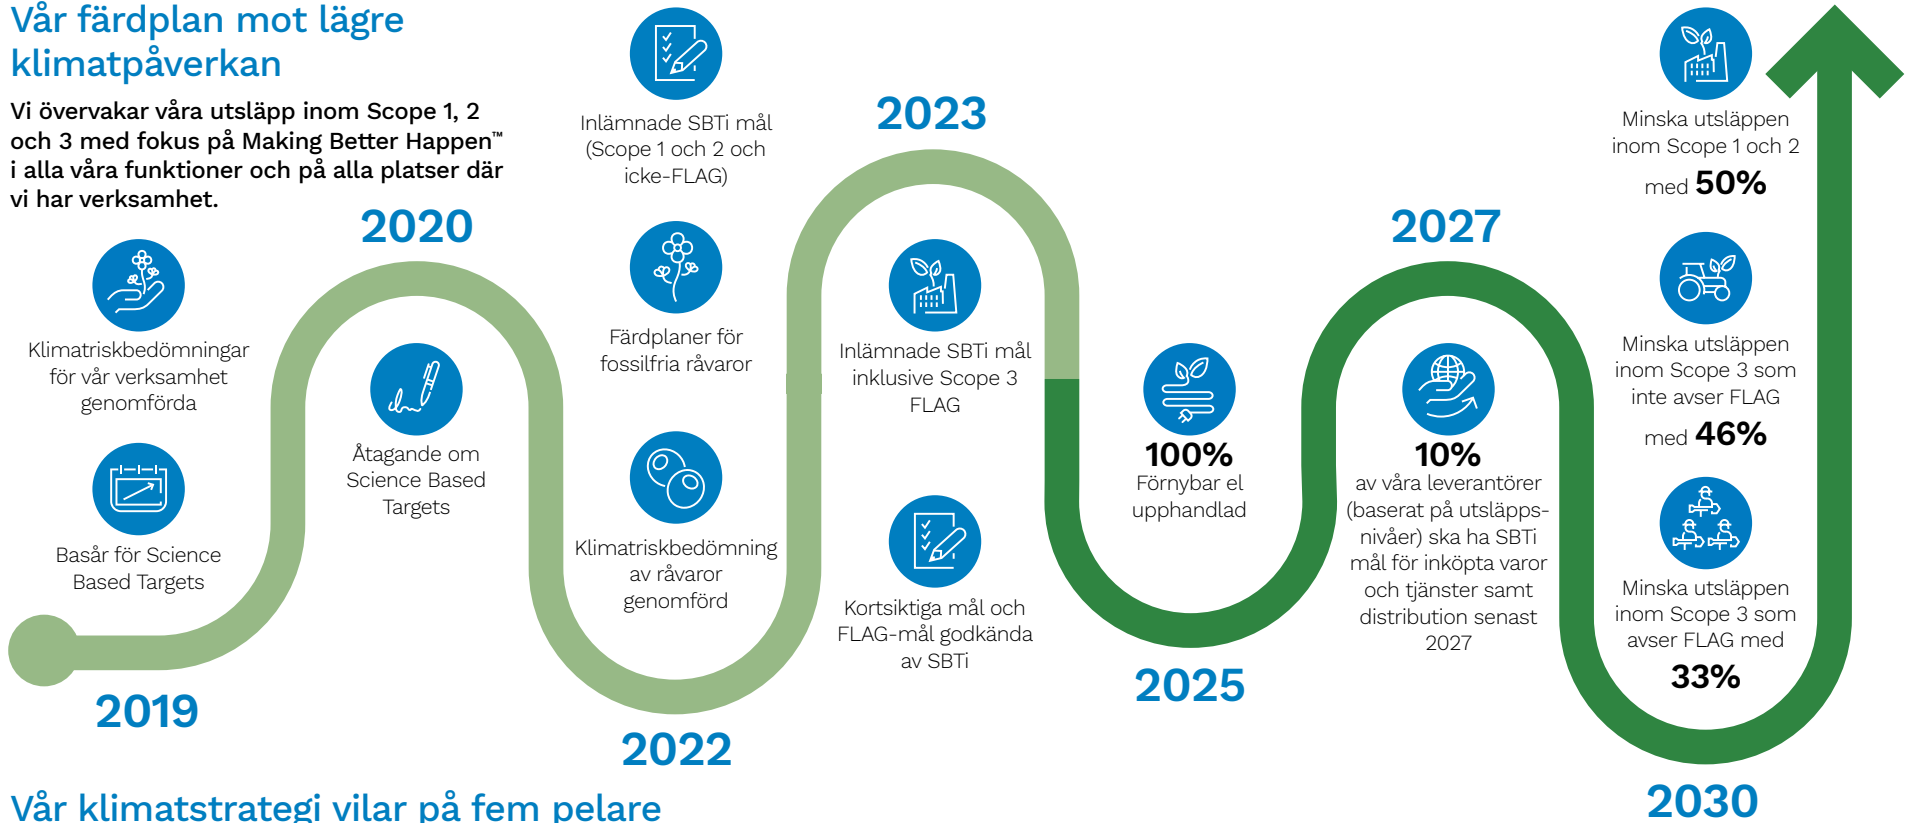 Vår färdplan mot lägre
klimatpåverkan
Vi övervakar våra utsläpp inom Scope 1, 2
och 3 med fokus på Making Better Happen™
i alla våra funktioner och på alla platser där
vi har verksamhet.
Klimatriskbedömningar
för vår verksamhet
genomförda
Basår för Science
Based Targets
2019
2020
Åtagande om
Science Based
Targets
Inlämnade SBTi mål
(Scope 1 och 2 och
icke-FLAG)
Färdplaner för
fossilfria råvaror
Klimatriskbedömning
av råvaror
genomförd
2022
2023
Inlämnade SBTi mål
inklusive Scope 3
FLAG
Kortsiktiga mål och
FLAG-mål godkända
av SBTi
100%
Förnybar el
upphandlad
2025
2027
10%
av våra leverantörer
(baserat på utsläpps-
nivåer) ska ha SBTi
mål för inköpta varor
och tjänster samt
distribution senast
2027
Minska utsläppen
inom Scope 1 och 2
med 50%
Minska utsläppen
inom Scope 3 som
inte avser FLAG
med 46%
Minska utsläppen
inom Scope 3 som
avser FLAG med
33%
2030
Vår klimatstrategi vilar på fem pelare